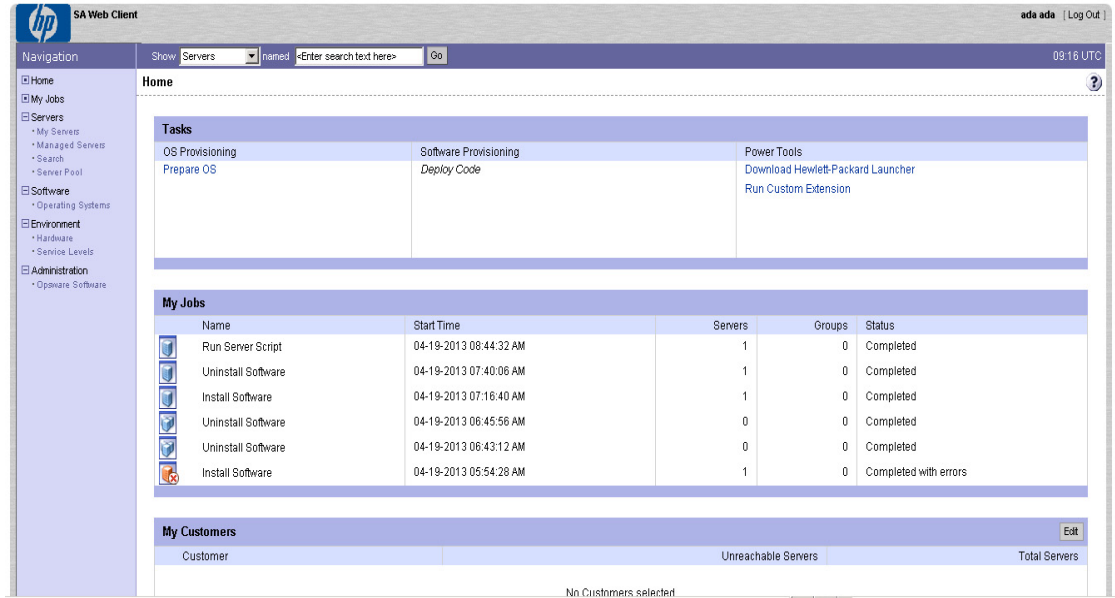 hp
SA Web Client
ada ada | Log Out |
Navigation
Show Servers named <Enter search text here> Go
09:16 UTC
Home
My Jobs
Servers
My Servers
Managed Servers
Search
Server Pool
Software
Operating Systems
Environment
Hardware
Service Levels
Administration
Opsware Software
Home
?
Tasks
OS Provisioning Software Provisioning Power Tools
Prepare OS Deploy Code Download Hewlett-Packard Launcher
Run Custom Extension
My Jobs
Name Start Time Servers Groups Status
Run Server Script 04-19-2013 08:44:32 AM 1 0 Completed
Uninstall Software 04-19-2013 07:40:06 AM 1 0 Completed
Install Software 04-19-2013 07:16:40 AM 1 0 Completed
Uninstall Software 04-19-2013 06:45:56 AM 0 0 Completed
Uninstall Software 04-19-2013 06:43:12 AM 0 0 Completed
Install Software 04-19-2013 05:54:28 AM 1 0 Completed with errors
My Customers Edit
Customer Unreachable Servers Total Servers
No Customers selected